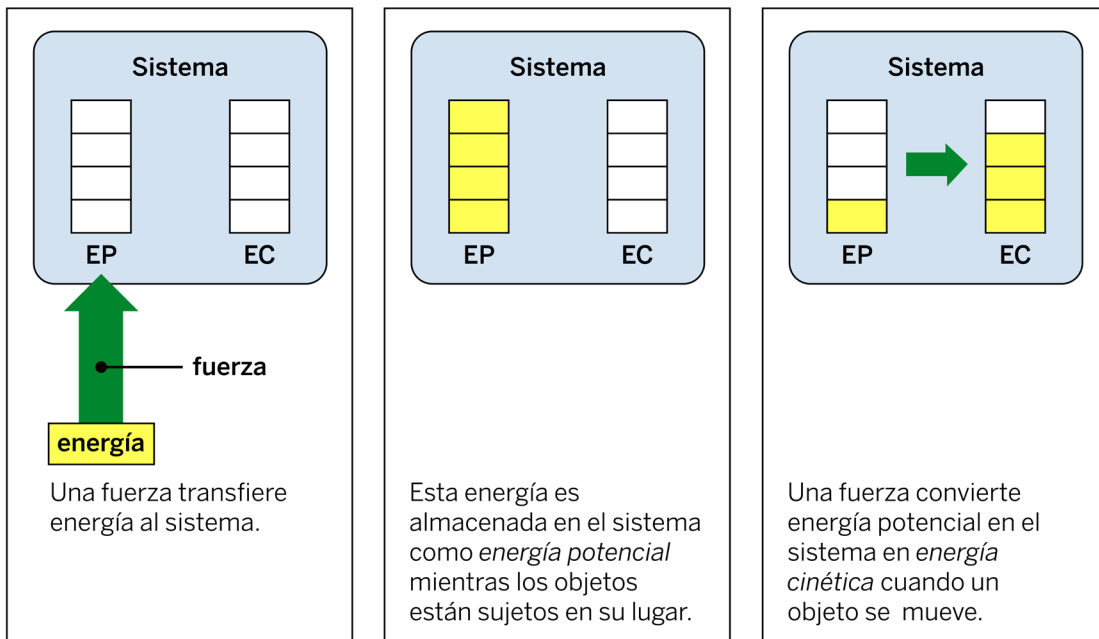 Sistema
EP
EC
fuerza
energía
Una fuerza transfiere
energía al sistema.
Sistema
EP
EC
Esta energía es
almacenada en el sistema
como energía potencial
mientras los objetos
están sujetos en su lugar.
Sistema
EP
EC
Una fuerza convierte
energía potencial en el
sistema en energía
cinética cuando un
objeto se mueve.